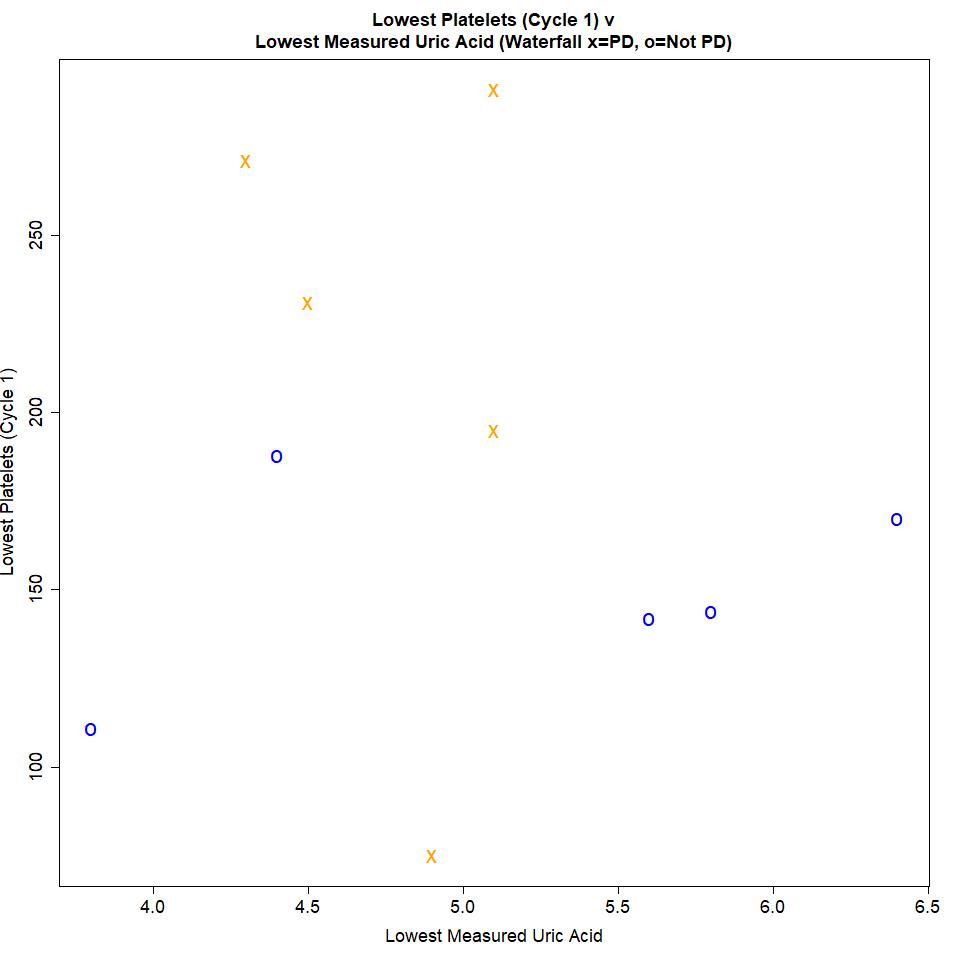 Lowest Platelets (Cycle 1) v
Lowest Measured Uric Acid (Waterfall x=PD, o=Not PD)
Lowest Platelets (Cycle 1)
250
200
150
100
X
X
X
X
O
O
O
O
O
X
4.0
4.5
5.0
5.5
6.0
6.5
Lowest Measured Uric Acid